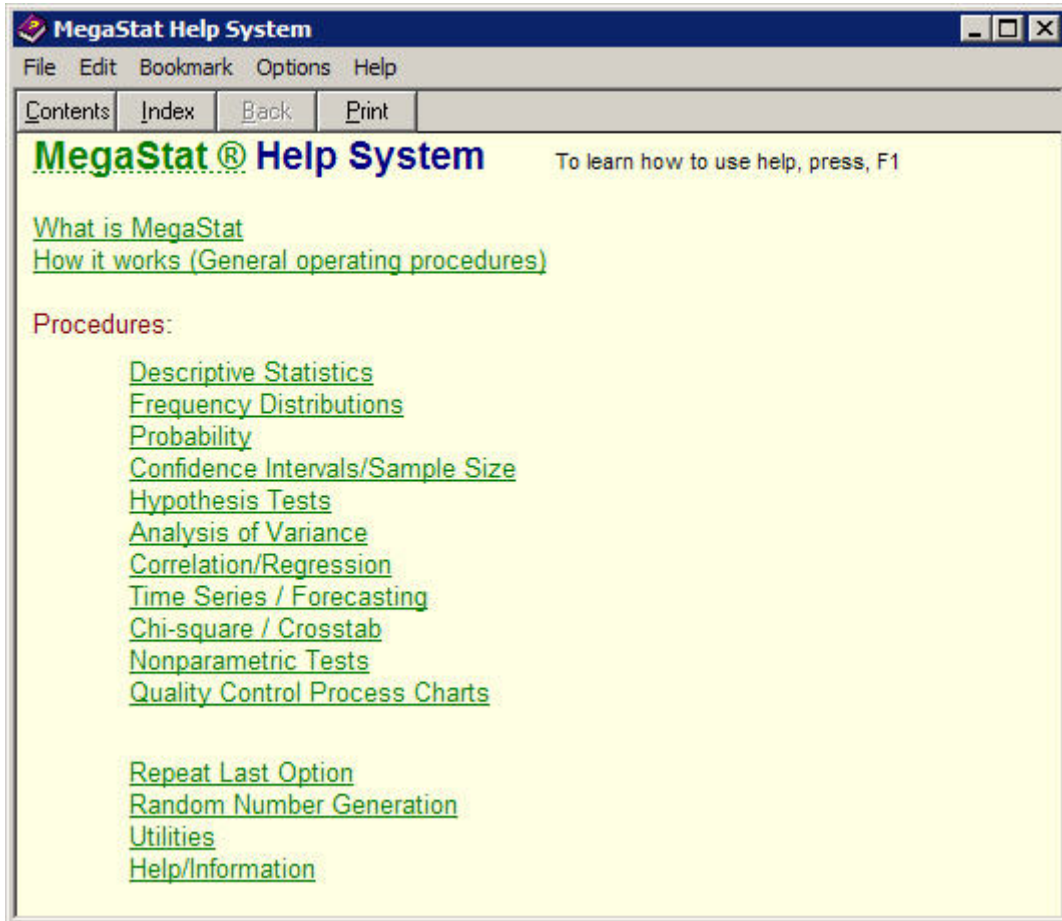 MegaStat Help System
File Edit Bookmark Options Help
Contents Index Back Print
MegaStat ® Help System To learn how to use help, press, F1
What is MegaStat
How it works (General operating procedures)
Procedures:
Descriptive Statistics
Frequency Distributions
Probability
Confidence Intervals/Sample Size
Hypothesis Tests
Analysis of Variance
Correlation/Regression
Time Series / Forecasting
Chi-square / Crosstab
Nonparametric Tests
Quality Control Process Charts
Repeat Last Option
Random Number Generation
Utilities
Help/Information